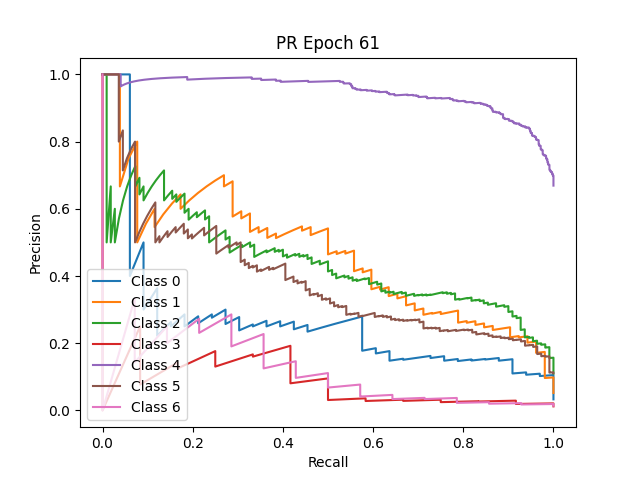 PR Epoch 61
Precision
1.0
0.8
0.6
0.4
0.2
0.0
Class 0
Class 1
Class 2
Class 3
Class 4
Class 5
Class 6
0.0 0.2 0.4 0.6 0.8 1.0
Recall